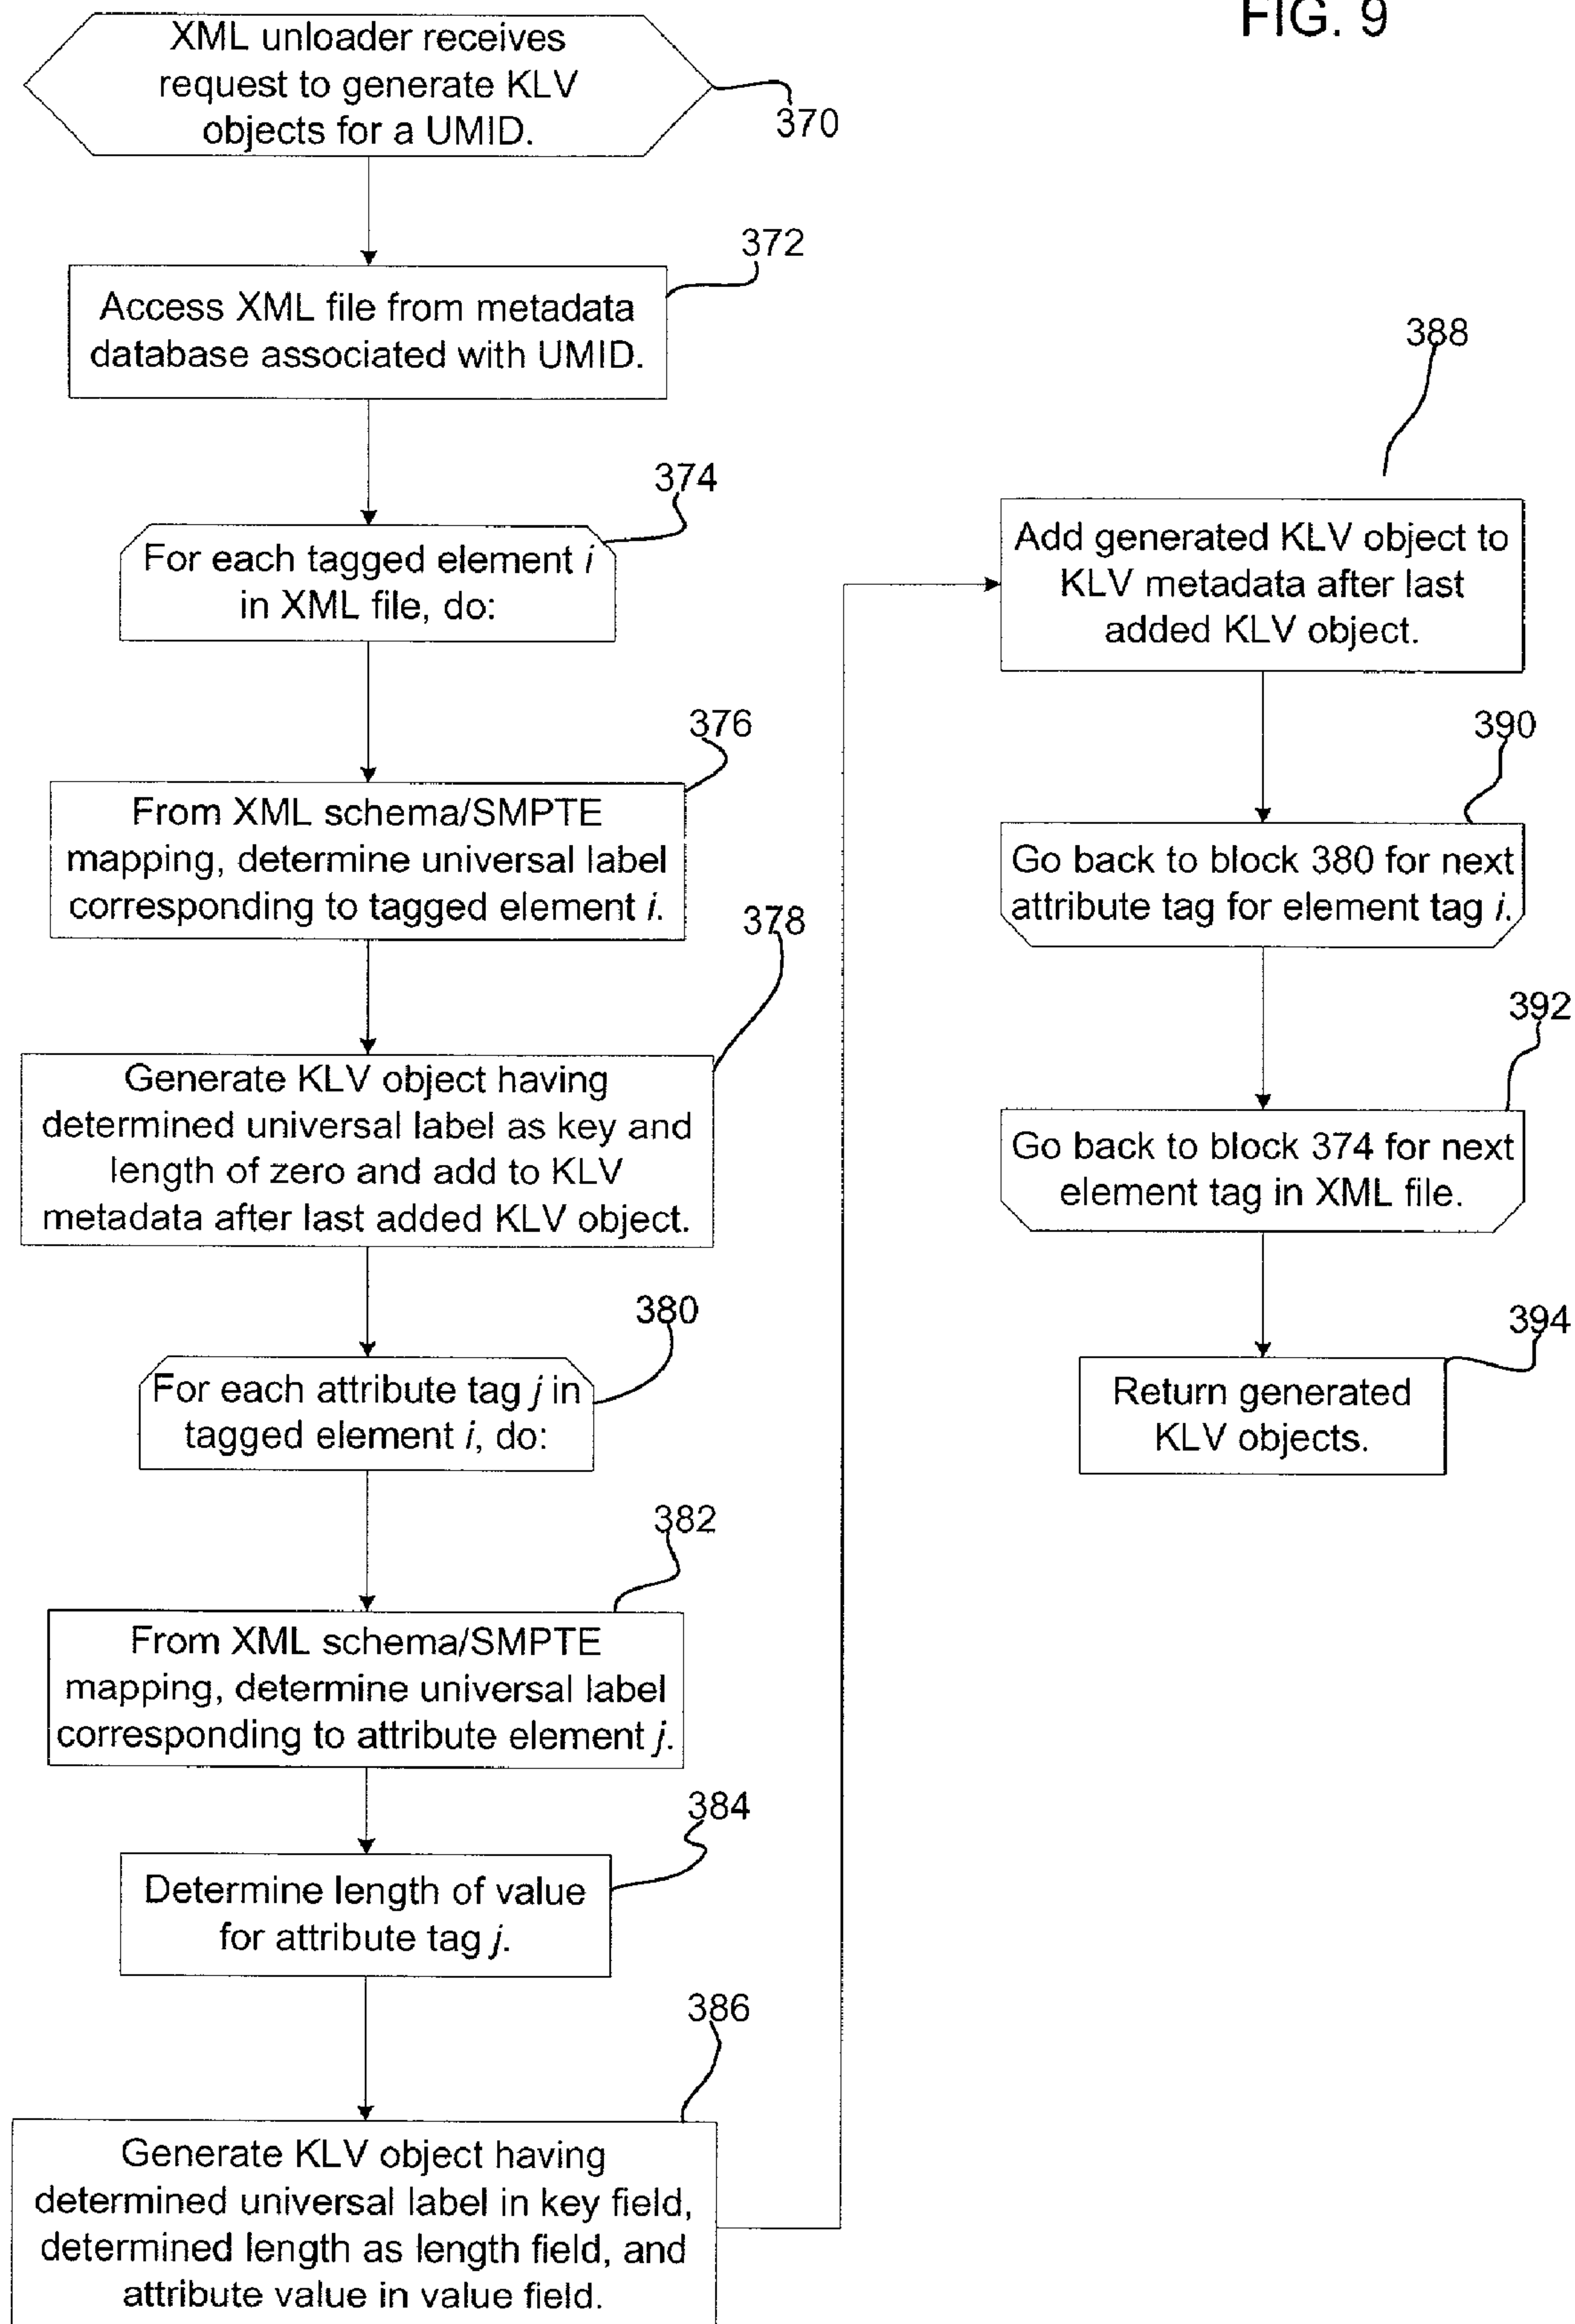 FIG. 9
XML unloader receives
request to generate KLV
objects for a UMID.
370
372
Access XML file from metadata
database associated with UMID.
374
For each tagged element i
in XML file, do:
376
From XML schema/SMPTE
mapping, determine universal label
corresponding to tagged element i.
378
Generate KLV object having
determined universal label as key and
length of zero and add to KLV
metadata after last added KLV object.
380
For each attribute tag j in
tagged element i, do:
382
From XML schema/SMPTE
mapping, determine universal label
corresponding to attribute element j.
384
Determine length of value
for attribute tag j.
386
Generate KLV object having
determined universal label in key field,
determined length as length field, and
attribute value in value field.
388
Add generated KLV object to
KLV metadata after last
added KLV object.
390
Go back to block 380 for next
attribute tag for element tag i.
392
Go back to block 374 for next
element tag in XML file.
394
Return generated
KLV objects.